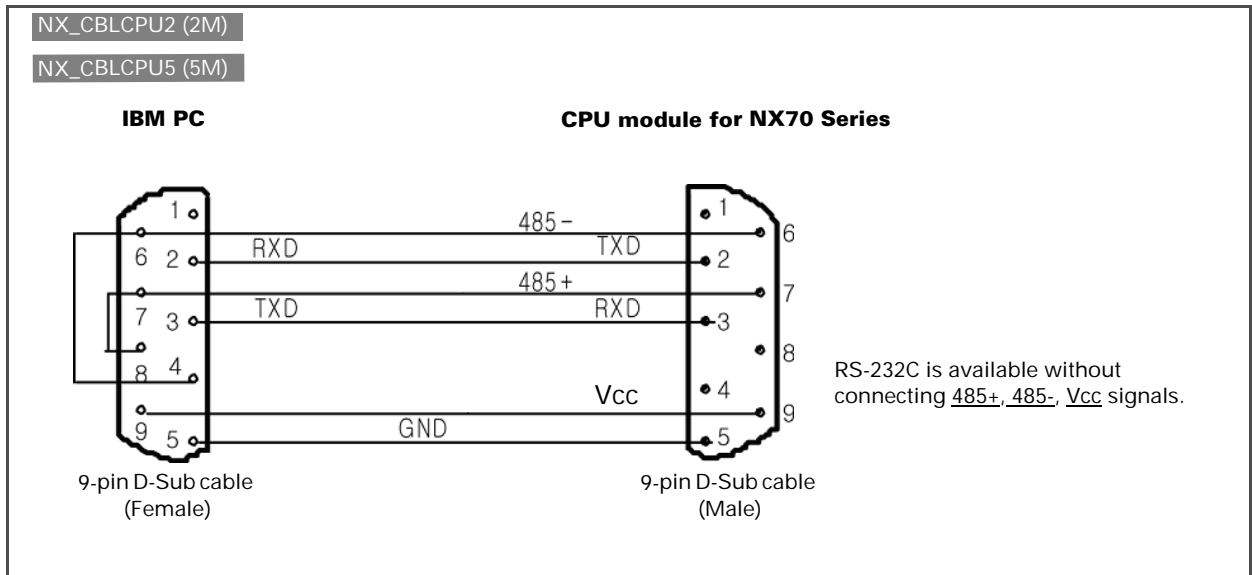 NX_CBLCPU2 (2M)
NX_CBLCPU5 (5M)
IBM PC
CPU module for NX70 Series
1
1
485-
6
6
2
RXD
TXD
2
485+
7
7
3
TXD
RXD
3
8
8
4
4
RS-232C is available without
connecting 485+, 485-, Vcc signals.
Vcc
9
9
5
GND
5
9-pin D-Sub cable
(Female)
9-pin D-Sub cable
(Male)